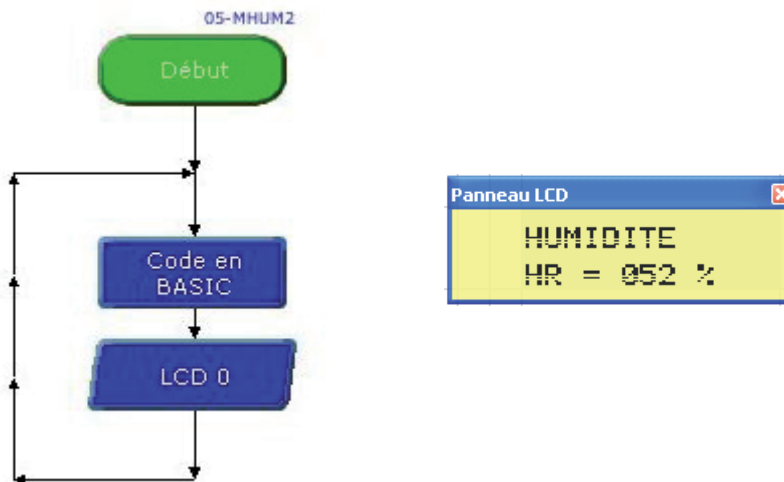 05-MHUM2
Début
Code en
BASIC
LCD 0
Panneau LCD
HUMIDITE
HR = 052 %